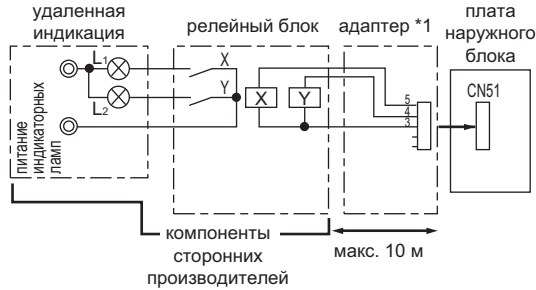 удаленная
индикация
релейный блок
адаптер *1
плата
наружного
блока
L1
X
L2
Y
X
Y
5
4
3
CN51
питание
индикаторных
ламп
компоненты
сторонних
производителей
макс. 10 м